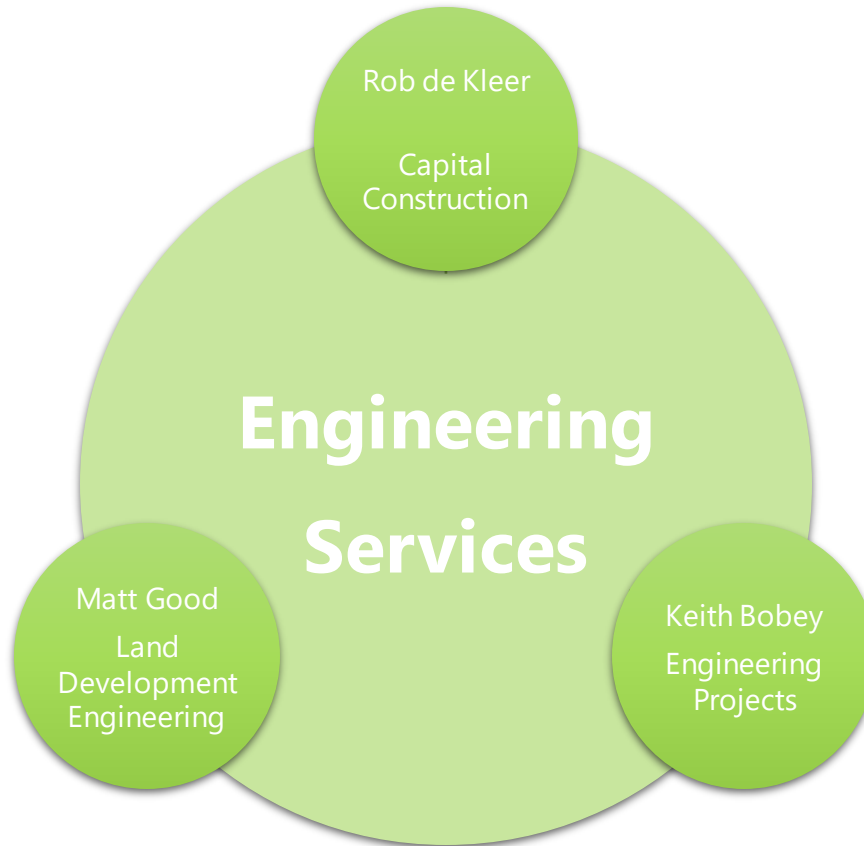 Rob de Kleer
Capital
Construction
Engineering
Services
Matt Good
Land
Development
Engineering
Keith Bobey
Engineering
Projects